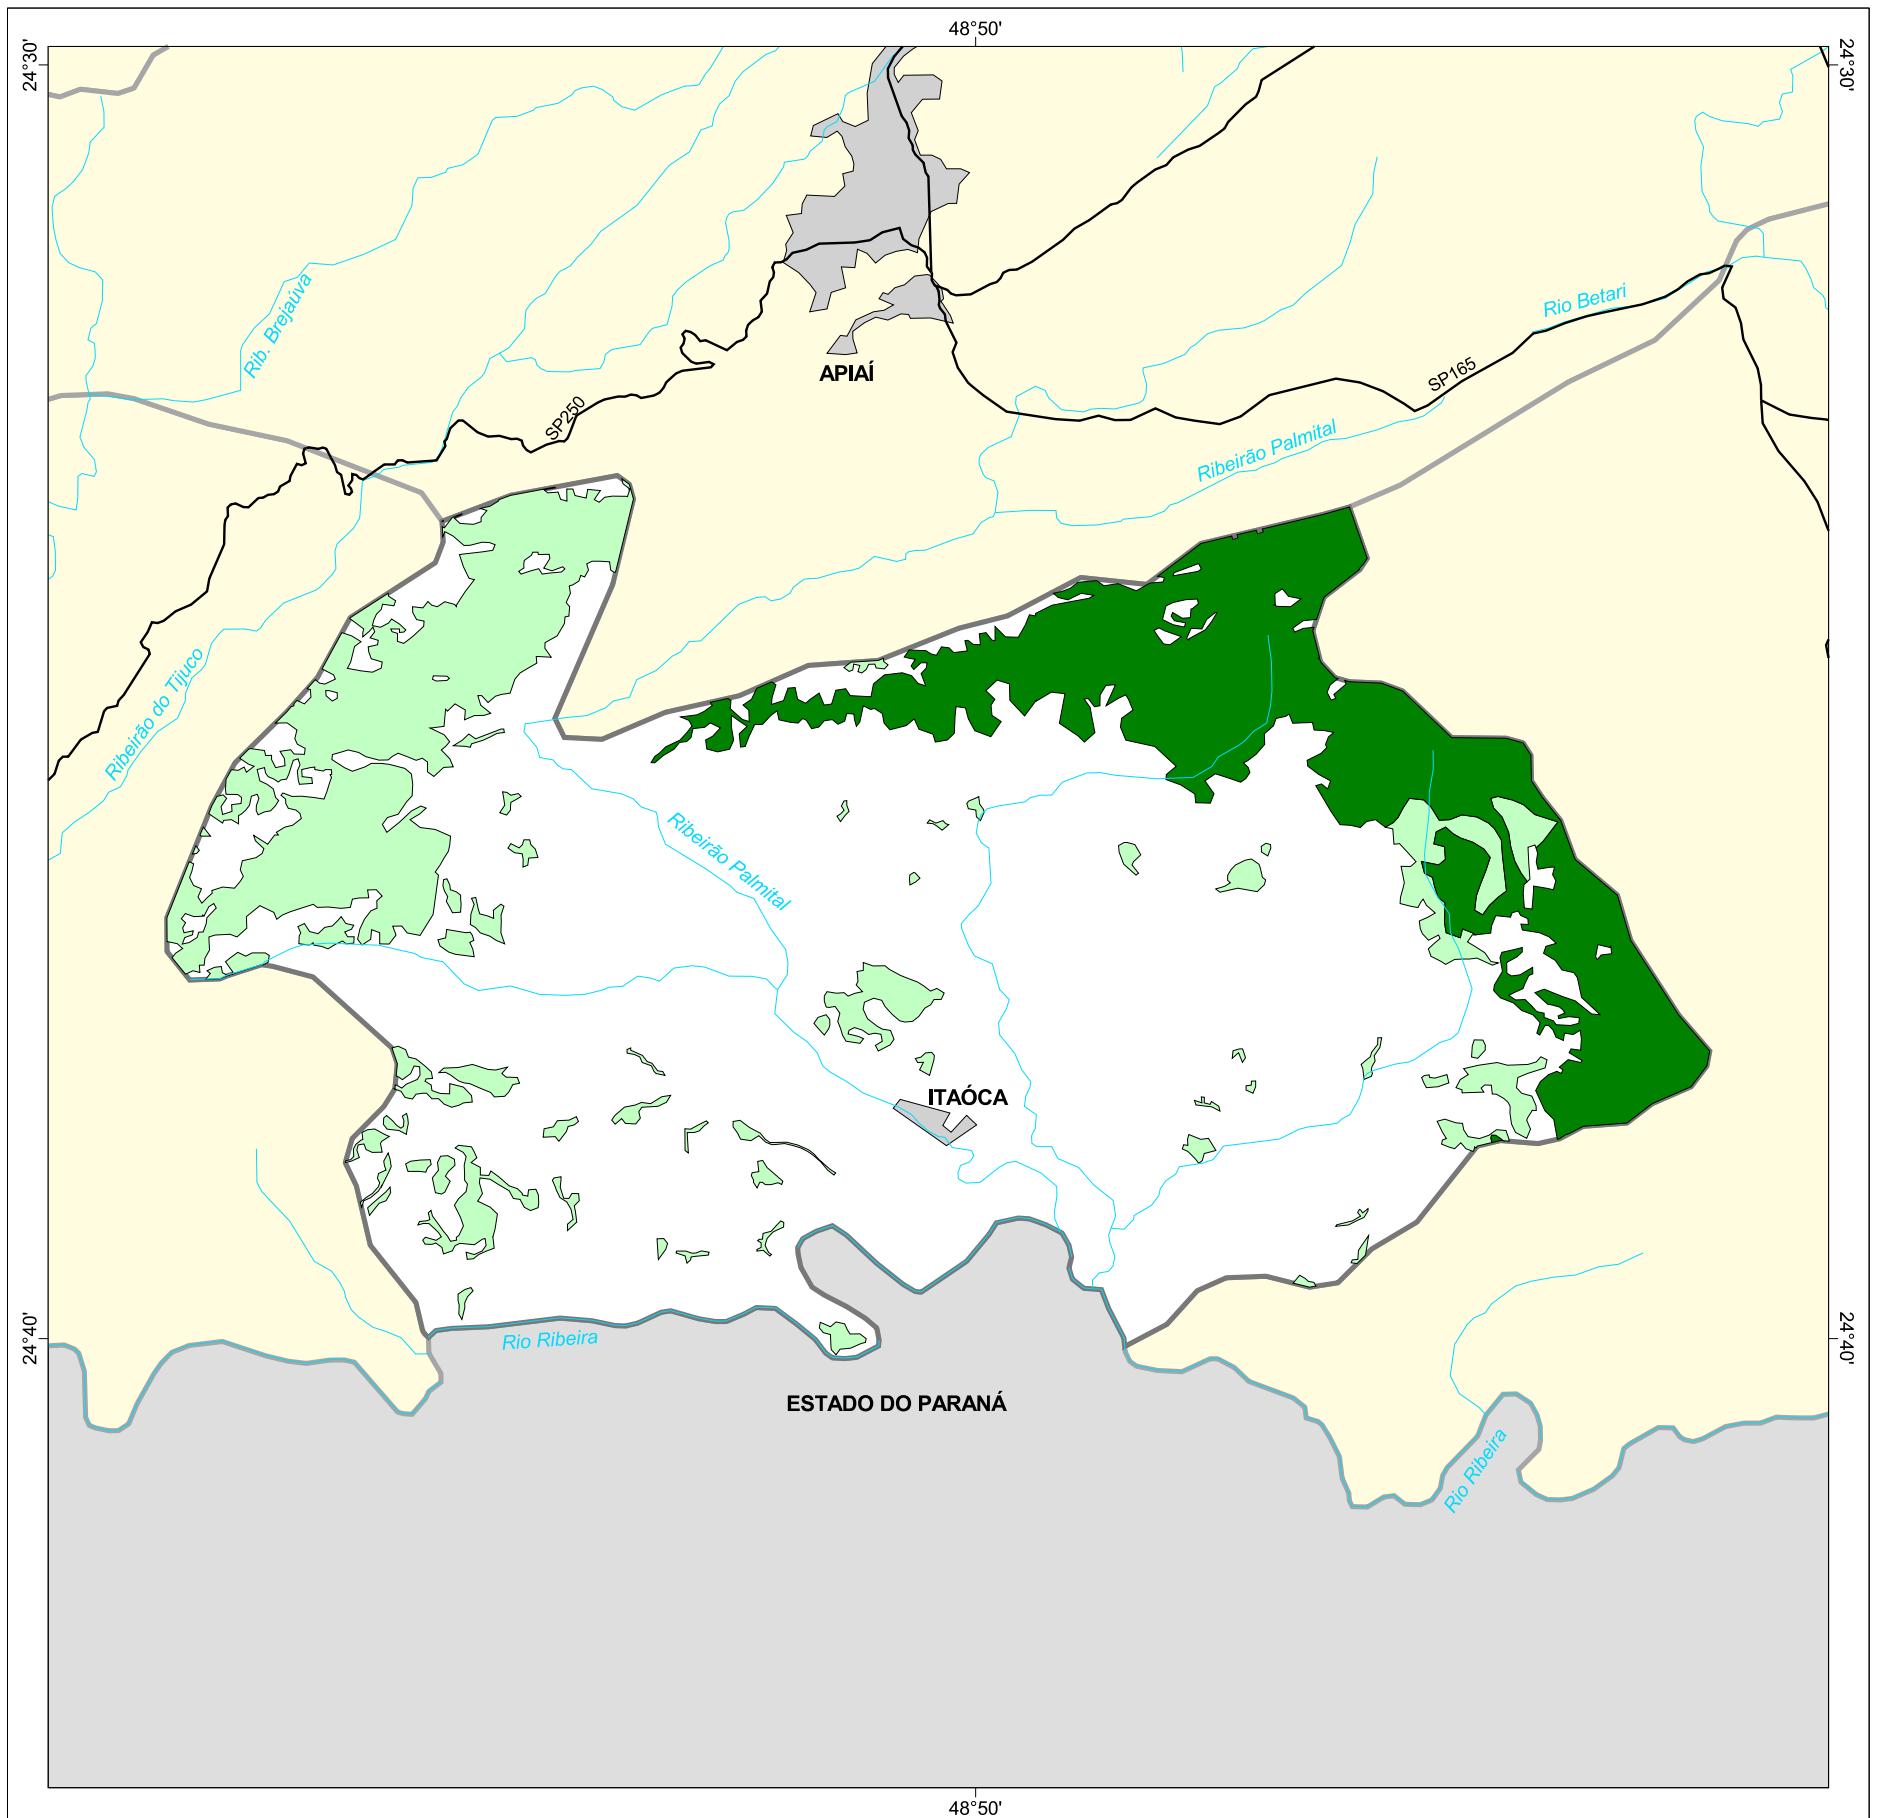 48°50'
24°30'
24°30'
Rib. Brejaúva
Rio Betari
APIAÍ
SP165
SP250
Ribeirão Palmital
Ribeirão do Tijuco
Ribeirão Palmital
ITAÓCA
24°40'
24°40'
Rio Ribeira
ESTADO DO PARANÁ
Rio Ribeira
48°50'